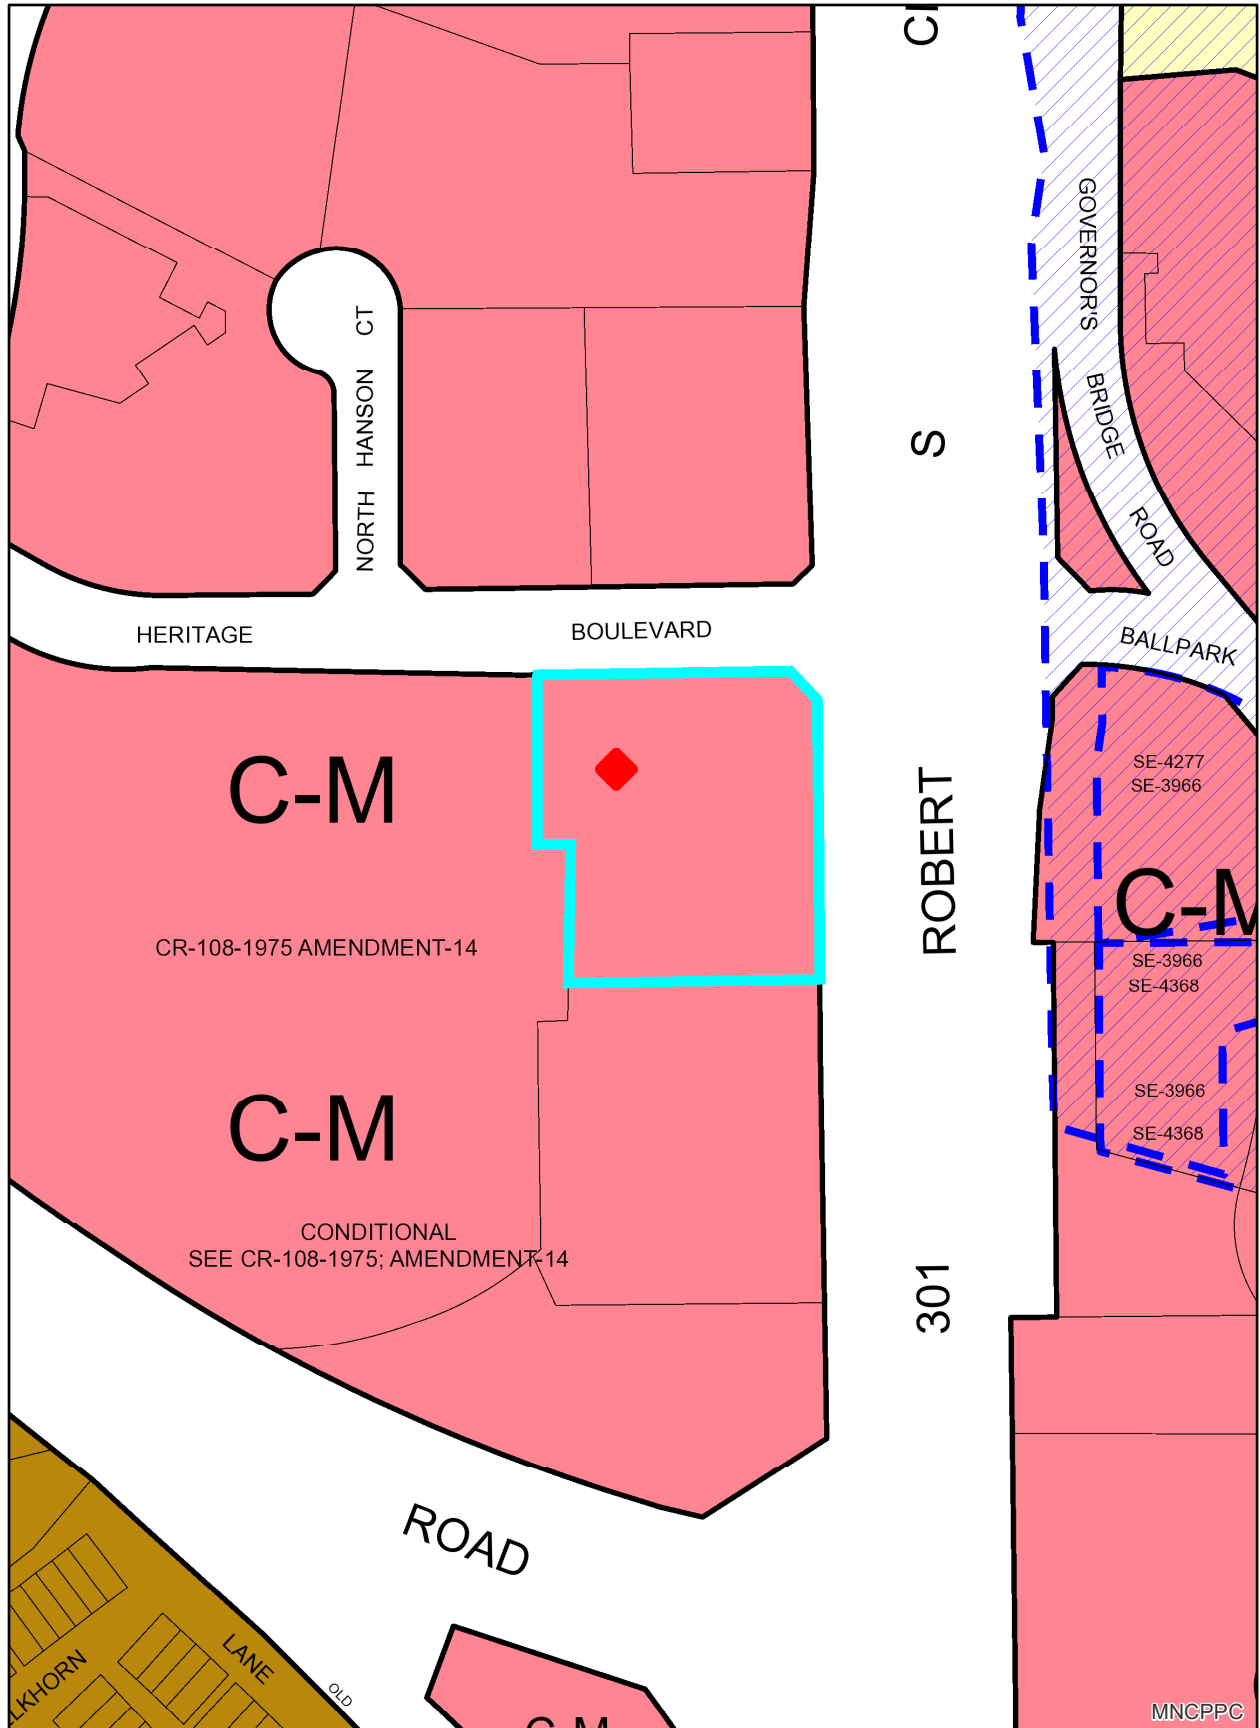 GOVERNOR'S
BRIDGE
ROAD
NORTH HANSON CT
S
HERITAGE BOULEVARD
BALLPARK
C-M
ROBERT
SE-4277
SE-3966
C-M
CR-108-1975 AMENDMENT-14
SE-3966
SE-4368
C-M
SE-3966
SE-4368
CONDITIONAL
SEE CR-108-1975; AMENDMENT-14
301
ROAD
LANE
LKHORN
OLD
C-M
MNCPPC